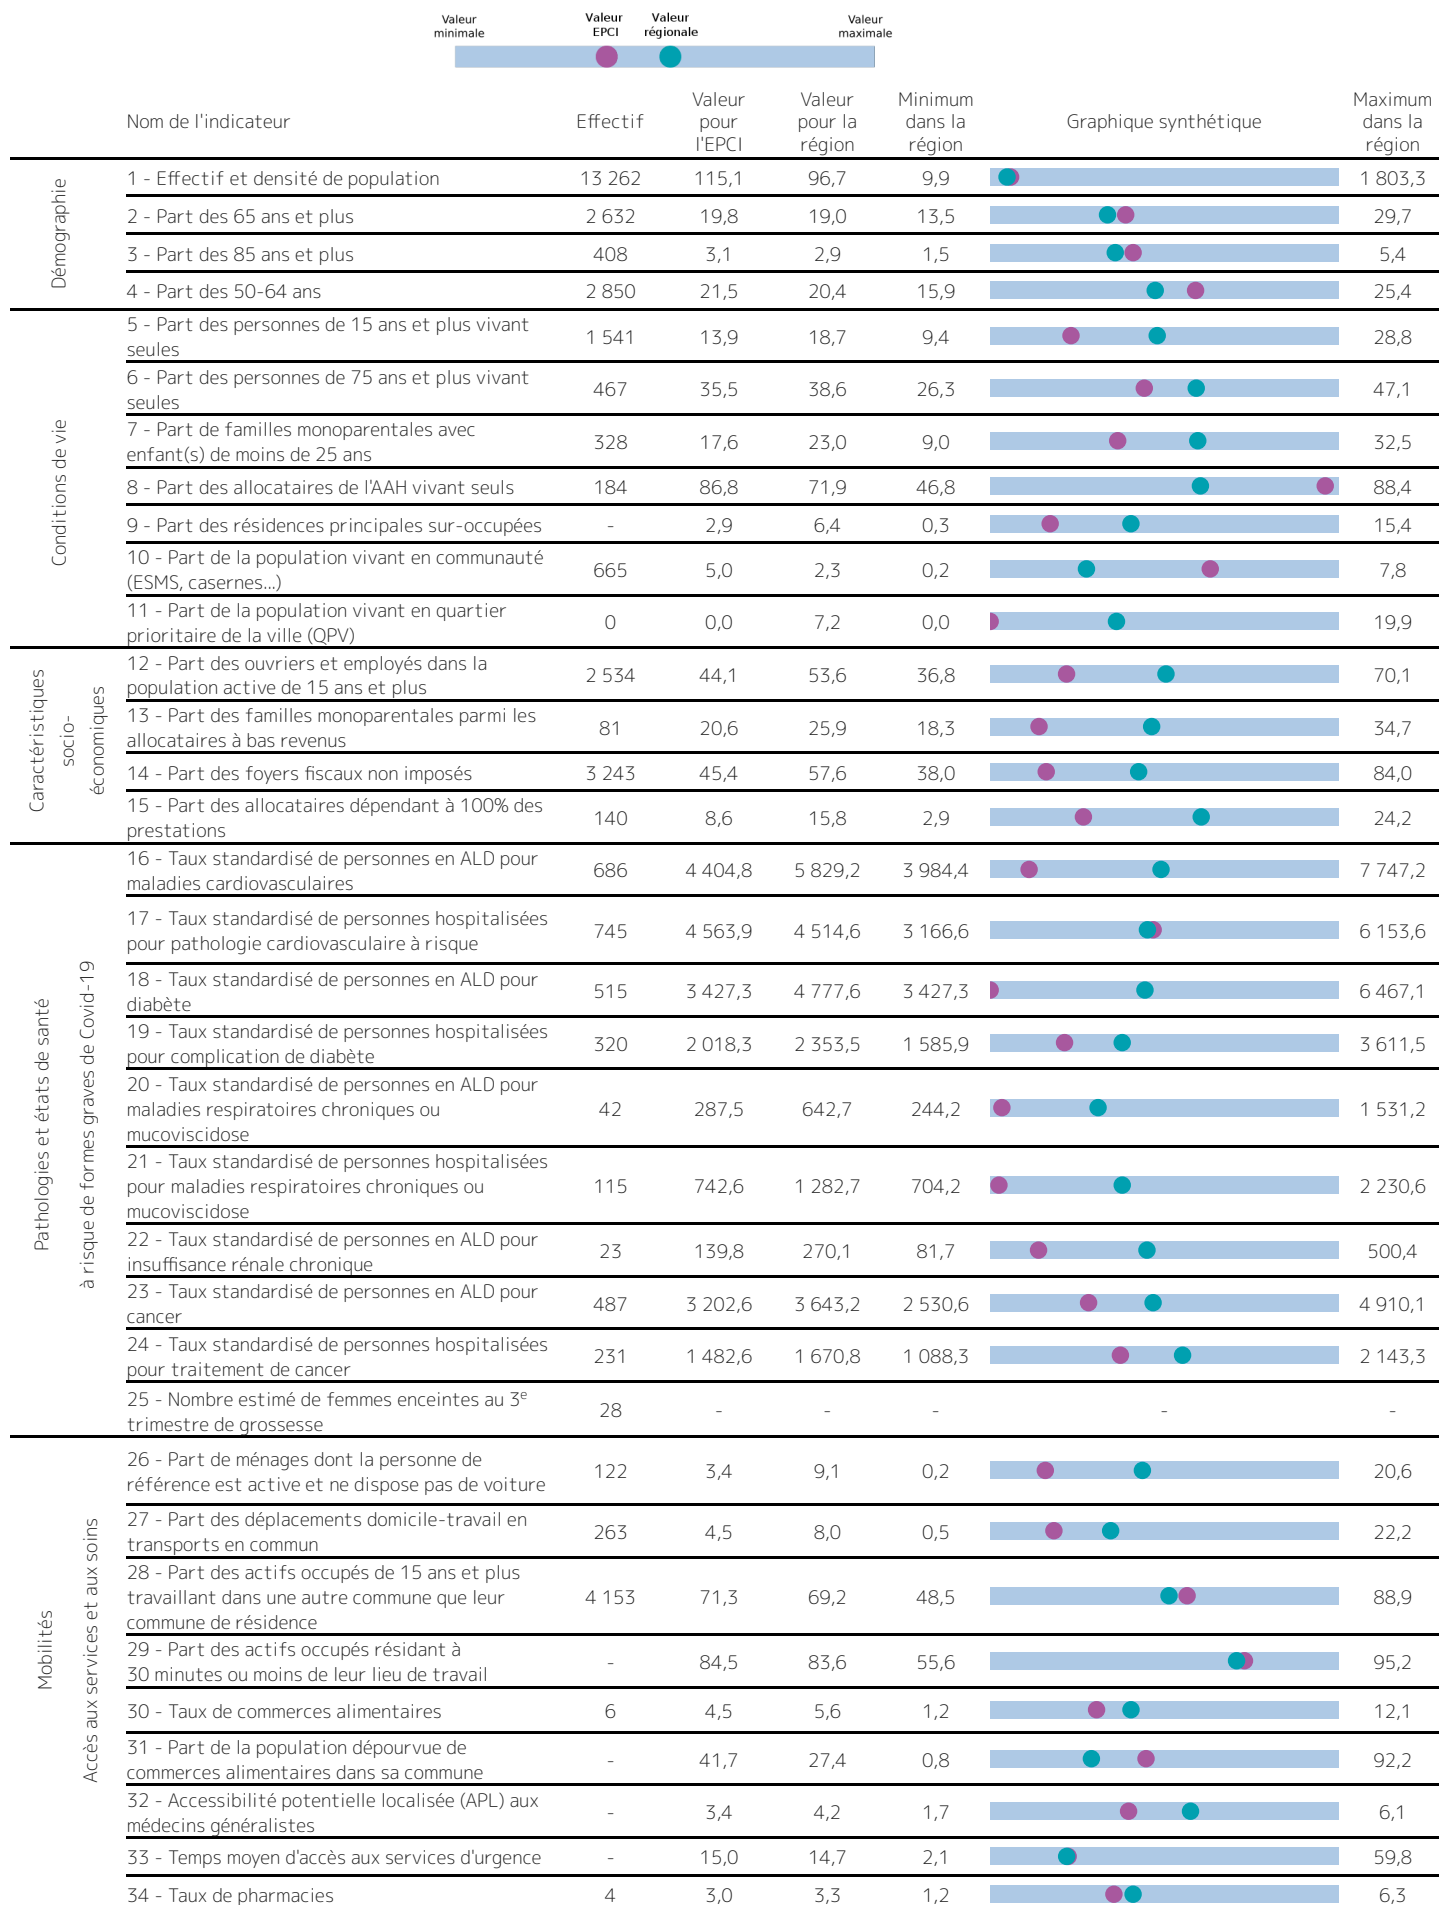 Valeur minimale
Valeur EPCI
Valeur régionale
Valeur maximale
Nom de l'indicateur
Effectif
Valeur pour l'EPCI
Valeur pour la région
Minimum dans la région
Graphique synthétique
Maximum dans la région
Démographie
1 - Effectif et densité de population 13 262 115,1 96,7 9,9 1 803,3
2 - Part des 65 ans et plus 2 632 19,8 19,0 13,5 29,7
3 - Part des 85 ans et plus 408 3,1 2,9 1,5 5,4
4 - Part des 50-64 ans 2 850 21,5 20,4 15,9 25,4
Conditions de vie
5 - Part des personnes de 15 ans et plus vivant
seules 1 541 13,9 18,7 9,4 28,8
6 - Part des personnes de 75 ans et plus vivant
seules 467 35,5 38,6 26,3 47,1
7 - Part de familles monoparentales avec
enfant(s) de moins de 25 ans 328 17,6 23,0 9,0 32,5
8 - Part des allocataires de l'AAH vivant seuls 184 86,8 71,9 46,8 88,4
9 - Part des résidences principales sur-occupées - 2,9 6,4 0,3 15,4
10 - Part de la population vivant en communauté
(ESMS, casernes...) 665 5,0 2,3 0,2 7,8
11 - Part de la population vivant en quartier
prioritaire de la ville (QPV) 0 0,0 7,2 0,0 19,9
Caractéristiques
socio-
économiques
12 - Part des ouvriers et employés dans la
population active de 15 ans et plus 2 534 44,1 53,6 36,8 70,1
13 - Part des familles monoparentales parmi les
allocataires à bas revenus 81 20,6 25,9 18,3 34,7
14 - Part des foyers fiscaux non imposés 3 243 45,4 57,6 38,0 84,0
15 - Part des allocataires dépendant à 100% des
prestations 140 8,6 15,8 2,9 24,2
Pathologies et états de santé
à risque de formes graves de Covid-19
16 - Taux standardisé de personnes en ALD pour
maladies cardiovasculaires 686 4 404,8 5 829,2 3 984,4 7 747,2
17 - Taux standardisé de personnes hospitalisées
pour pathologie cardiovasculaire à risque 745 4 563,9 4 514,6 3 166,6 6 153,6
18 - Taux standardisé de personnes en ALD pour
diabète 515 3 427,3 4 777,6 3 427,3 6 467,1
19 - Taux standardisé de personnes hospitalisées
pour complication de diabète 320 2 018,3 2 353,5 1 585,9 3 611,5
20 - Taux standardisé de personnes en ALD pour
maladies respiratoires chroniques ou
mucoviscidose 42 287,5 642,7 244,2 1 531,2
21 - Taux standardisé de personnes hospitalisées
pour maladies respiratoires chroniques ou
mucoviscidose 115 742,6 1 282,7 704,2 2 230,6
22 - Taux standardisé de personnes en ALD pour
insuffisance rénale chronique 23 139,8 270,1 81,7 500,4
23 - Taux standardisé de personnes en ALD pour
cancer 487 3 202,6 3 643,2 2 530,6 4 910,1
24 - Taux standardisé de personnes hospitalisées
pour traitement de cancer 231 1 482,6 1 670,8 1 088,3 2 143,3
25 - Nombre estimé de femmes enceintes au 3e
trimestre de grossesse 28 - - - - -
Mobilités
Accès aux services et aux soins
26 - Part de ménages dont la personne de
référence est active et ne dispose pas de voiture 122 3,4 9,1 0,2 20,6
27 - Part des déplacements domicile-travail en
transports en commun 263 4,5 8,0 0,5 22,2
28 - Part des actifs occupés de 15 ans et plus
travaillant dans une autre commune que leur
commune de résidence 4 153 71,3 69,2 48,5 88,9
29 - Part des actifs occupés résidant à
30 minutes ou moins de leur lieu de travail - 84,5 83,6 55,6 95,2
30 - Taux de commerces alimentaires 6 4,5 5,6 1,2 12,1
31 - Part de la population dépourvue de
commerces alimentaires dans sa commune - 41,7 27,4 0,8 92,2
32 - Accessibilité potentielle localisée (APL) aux
médecins généralistes - 3,4 4,2 1,7 6,1
33 - Temps moyen d'accès aux services d'urgence - 15,0 14,7 2,1 59,8
34 - Taux de pharmacies 4 3,0 3,3 1,2 6,3